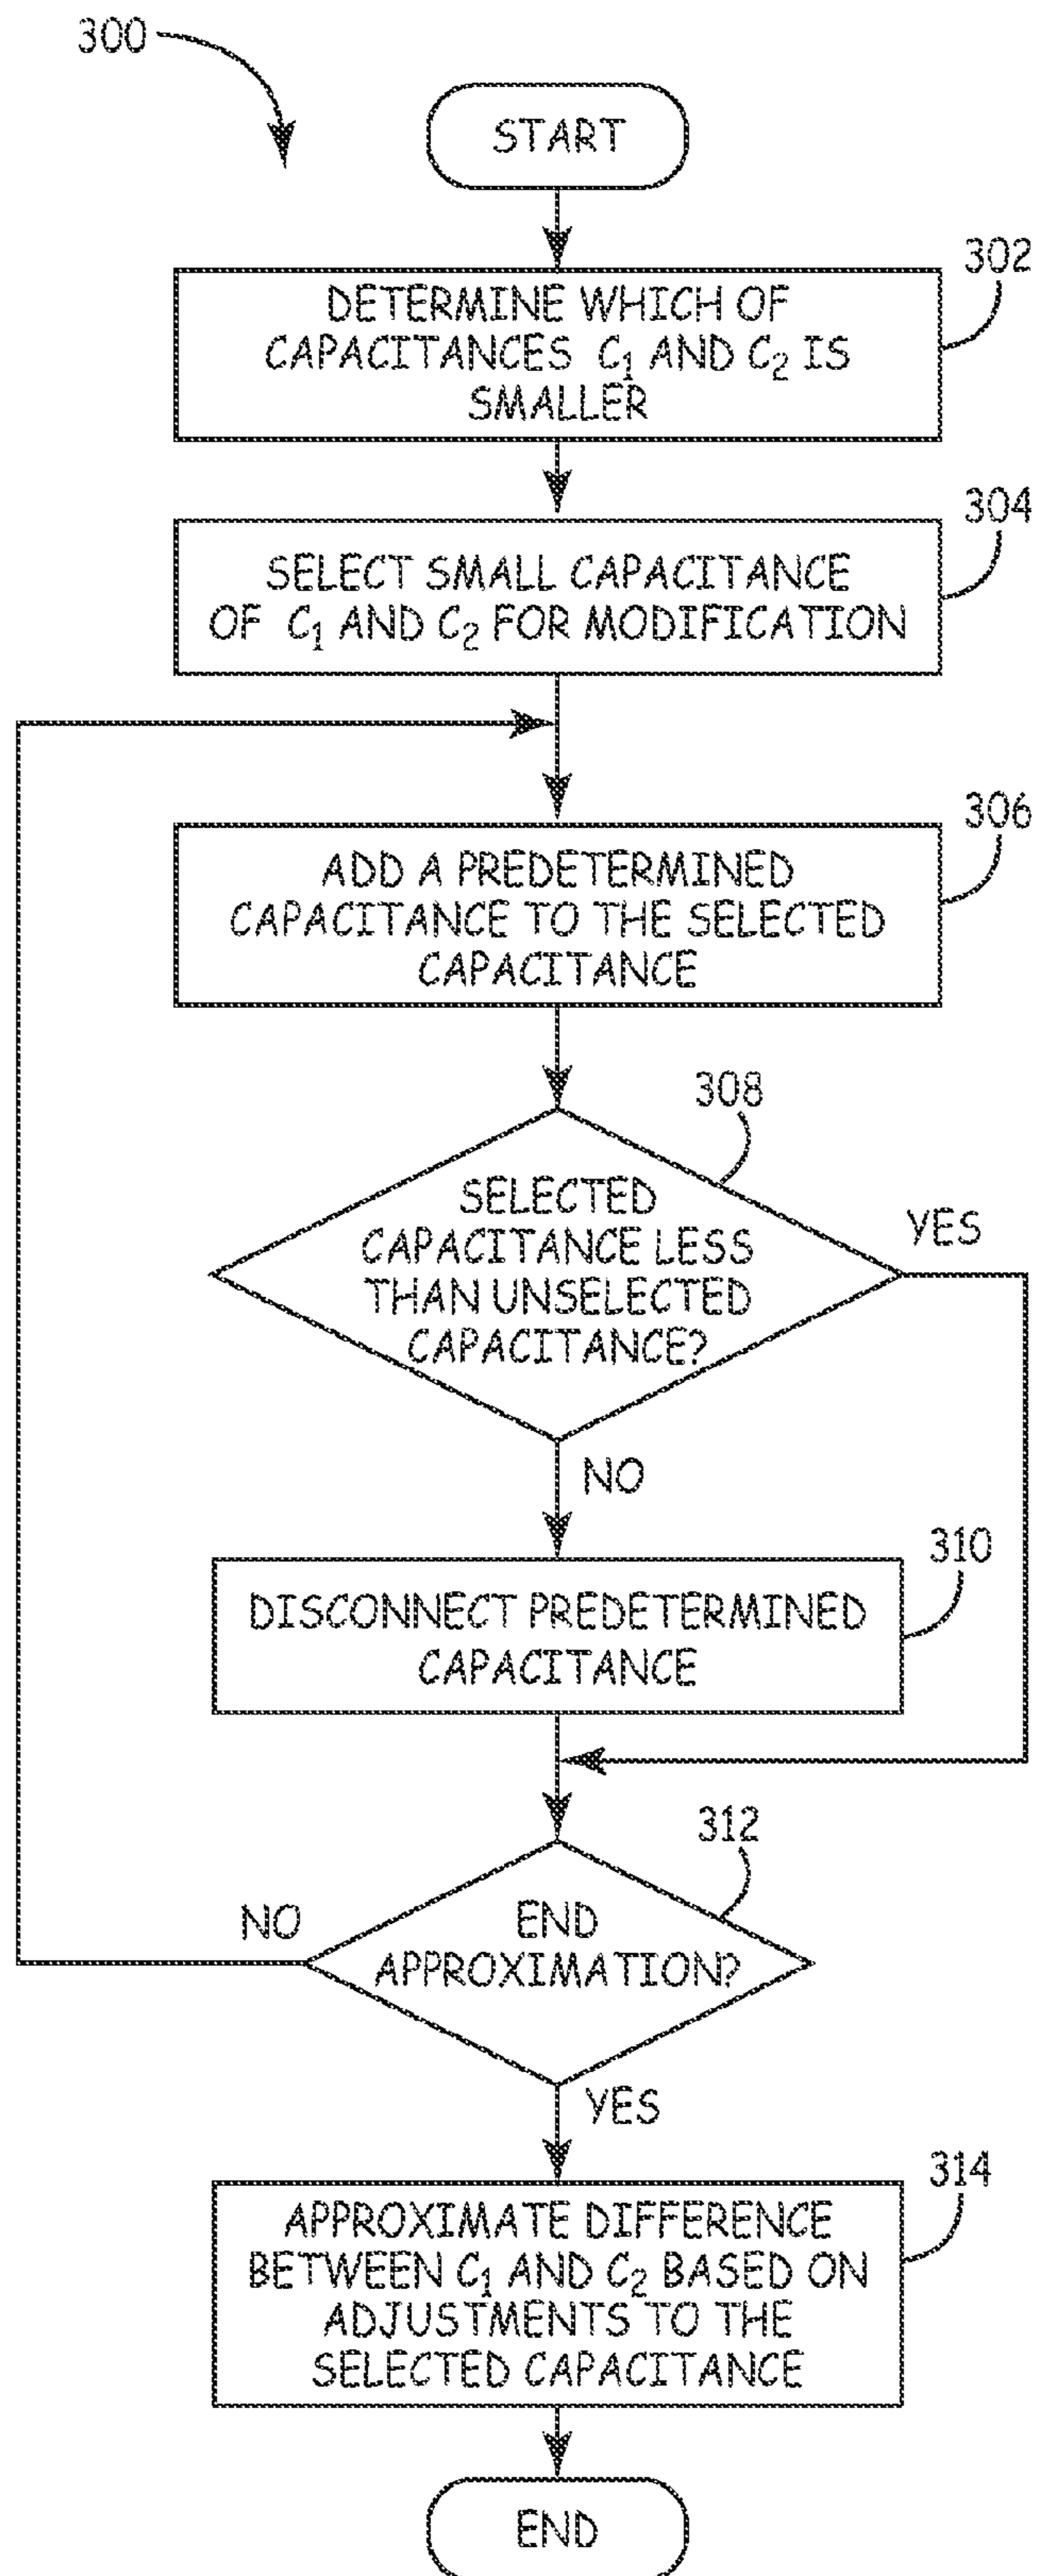 300
START
302
DETERMINE WHICH OF
CAPACITANCES C₁ AND C₂ IS
SMALLER
304
SELECT SMALL CAPACITANCE
OF C₁ AND C₂ FOR MODIFICATION
306
ADD A PREDETERMINED
CAPACITANCE TO THE SELECTED
CAPACITANCE
308
SELECTED
CAPACITANCE LESS
THAN UNSELECTED
CAPACITANCE?
YES
NO
310
DISCONNECT PREDETERMINED
CAPACITANCE
312
END
APPROXIMATION?
NO
YES
314
APPROXIMATE DIFFERENCE
BETWEEN C₁ AND C₂ BASED ON
ADJUSTMENTS TO THE
SELECTED CAPACITANCE
END